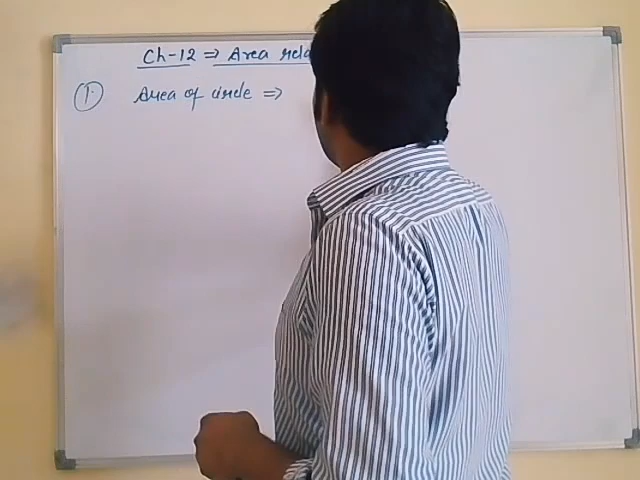 Ch-12 ⇒ Area
① Area of circle ⇒